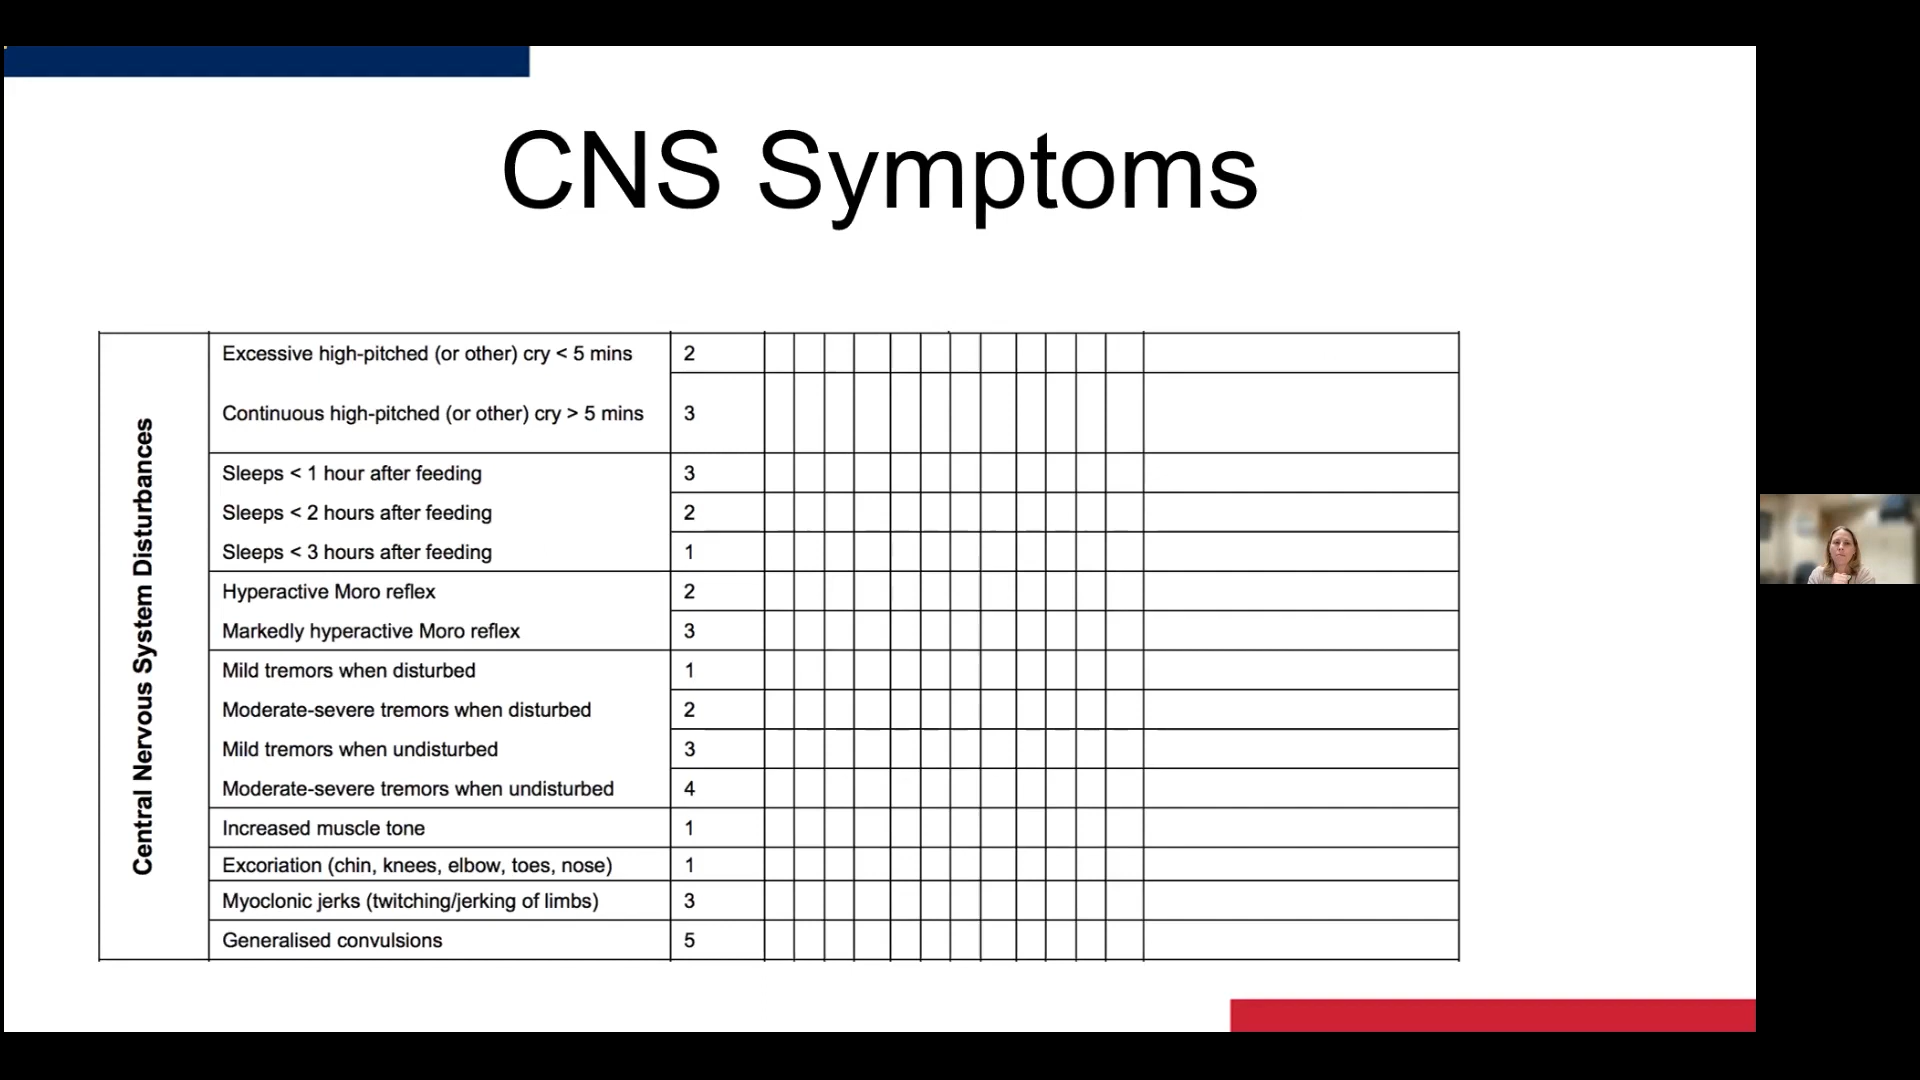 CNS Symptoms
Central Nervous System Disturbances
Excessive high-pitched (or other) cry < 5 mins 2
Continuous high-pitched (or other) cry > 5 mins 3
Sleeps < 1 hour after feeding 3
Sleeps < 2 hours after feeding 2
Sleeps < 3 hours after feeding 1
Hyperactive Moro reflex 2
Markedly hyperactive Moro reflex 3
Mild tremors when disturbed 1
Moderate-severe tremors when disturbed 2
Mild tremors when undisturbed 3
Moderate-severe tremors when undisturbed 4
Increased muscle tone 1
Excoriation (chin, knees, elbow, toes, nose) 1
Myoclonic jerks (twitching/jerking of limbs) 3
Generalised convulsions 5